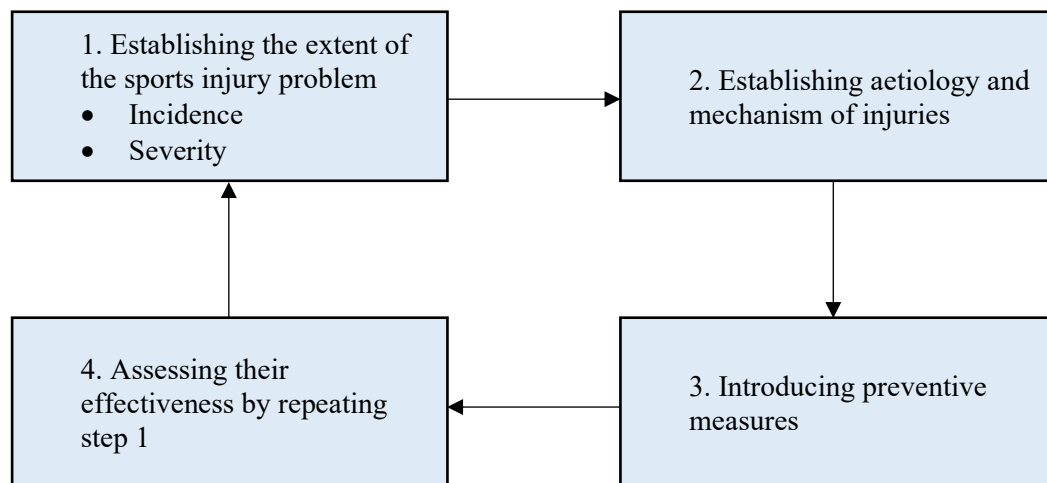 1. Establishing the extent of
the sports injury problem
• Incidence
• Severity
2. Establishing aetiology and
mechanism of injuries
3. Introducing preventive
measures
4. Assessing their
effectiveness by repeating
step 1